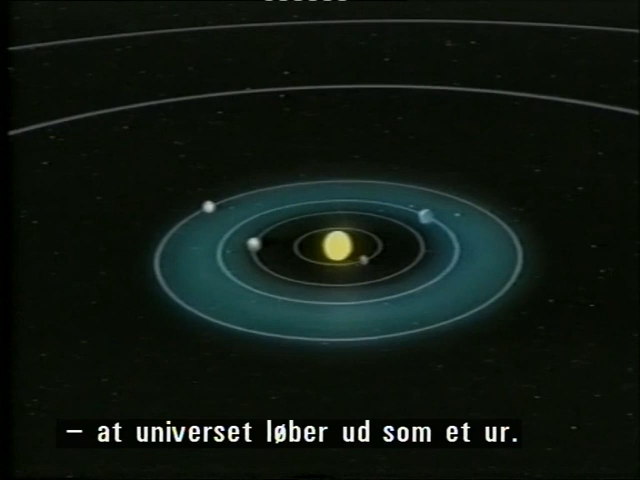 – at universet løber ud som et ur.